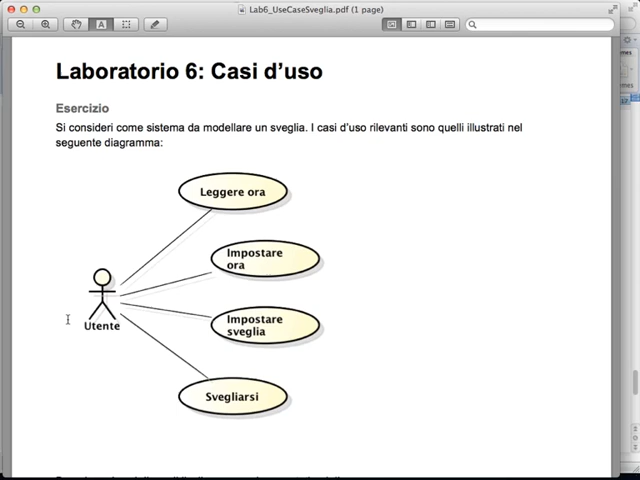 Lab6_UseCaseSveglia.pdf (1 page)
Laboratorio 6: Casi d'uso
Esercizio
Si consideri come sistema da modellare un sveglia. I casi d'uso rilevanti sono quelli illustrati nel
seguente diagramma:
Leggere ora
Impostare
ora
Impostare
sveglia
Utente
Svegliarsi